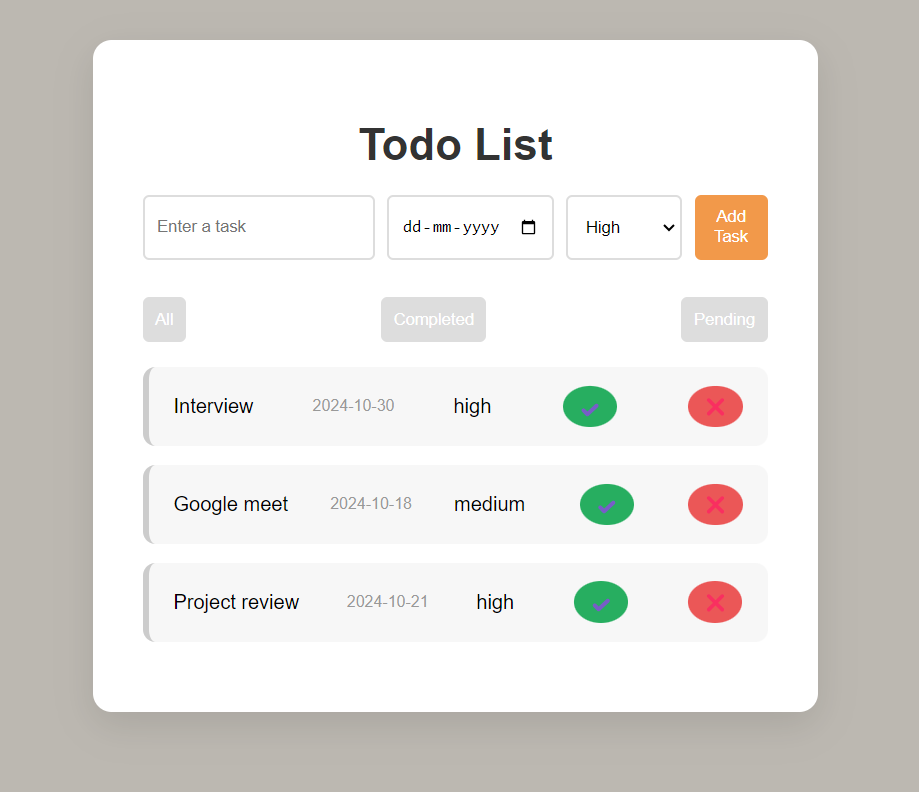 Todo List
Enter a task dd-mm-yyyy High Add
Task
All Completed Pending
Interview 2024-10-30 high
Google meet 2024-10-18 medium
Project review 2024-10-21 high